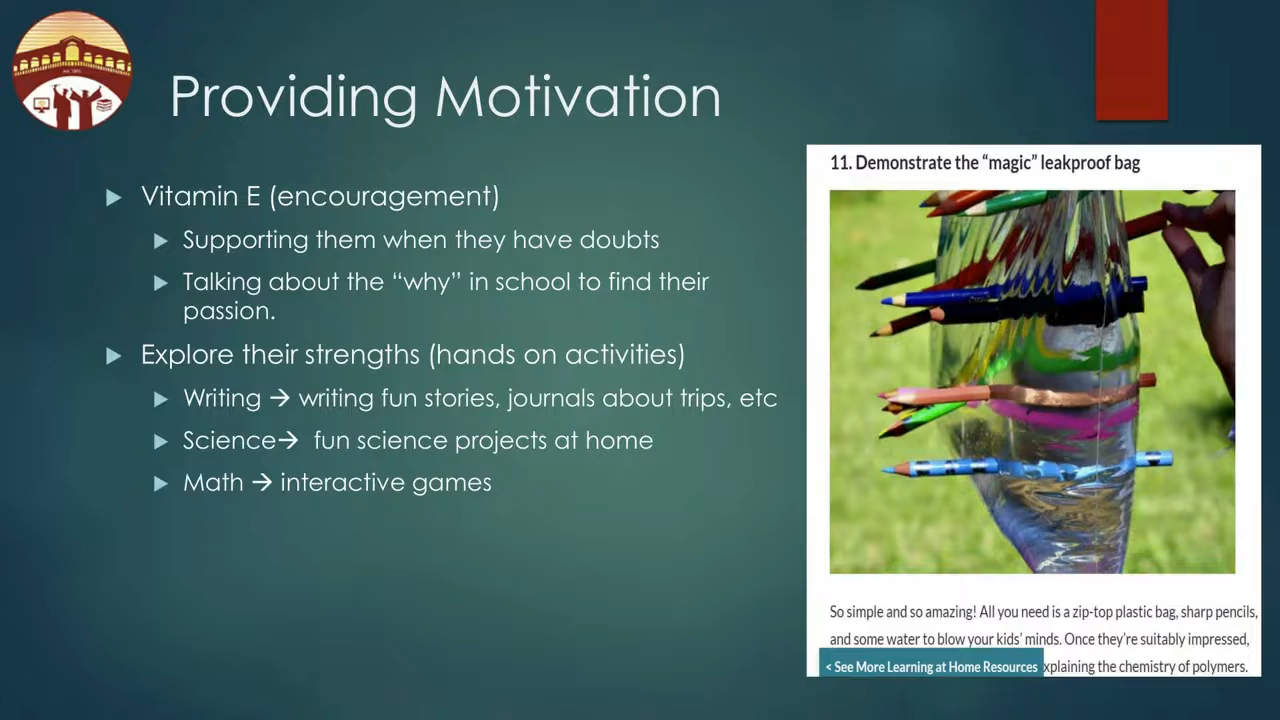 Providing Motivation
Vitamin E (encouragement)
Supporting them when they have doubts
Talking about the “why” in school to find their
passion.
Explore their strengths (hands on activities)
Writing → writing fun stories, journals about trips, etc
Science→ fun science projects at home
Math → interactive games
11. Demonstrate the “magic” leakproof bag
So simple and so amazing! All you need is a zip-top plastic bag, sharp pencils,
and some water to blow your kids’ minds. Once they’re suitably impressed,
< See More Learning at Home Resources xplaining the chemistry of polymers.